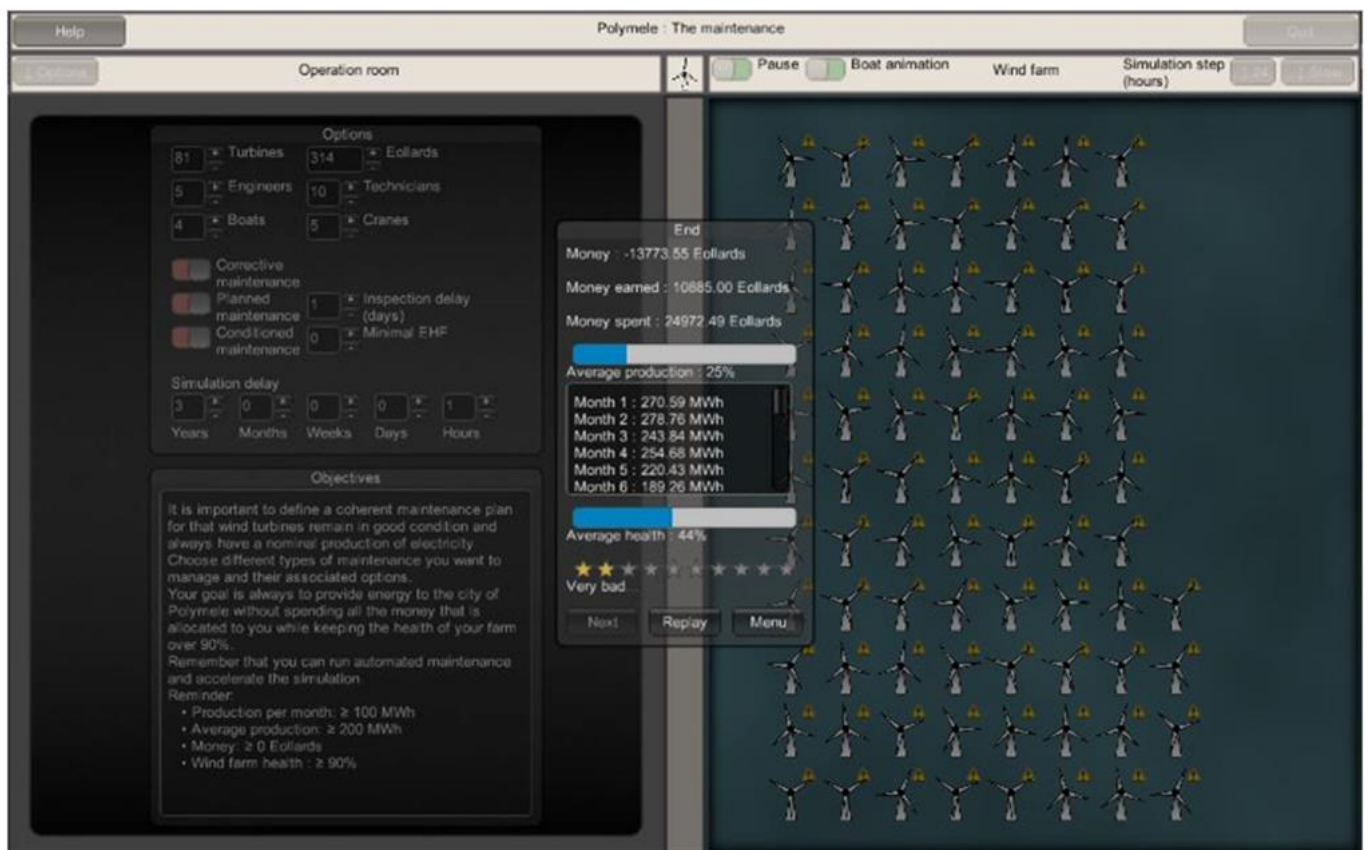 Help
Polymele : The maintenance
Quit
Options
Operation room
Pause
Boat animation
Wind farm
Simulation step
(hours)
24
Slow
Options
81 Turbines
314 Eollards
5 Engineers
10 Technicians
4 Boats
5 Cranes
Corrective
maintenance
Planned
maintenance
1 Inspection delay
(days)
Conditioned
maintenance
0 Minimal EHF
Simulation delay
3 0 0 0 1
Years Months Weeks Days Hours
Objectives
It is important to define a coherent maintenance plan
for that wind turbines remain in good condition and
always have a nominal production of electricity
Choose different types of maintenance you want to
manage and their associated options.
Your goal is always to provide energy to the city of
Polymele without spending all the money that is
allocated to you while keeping the health of your farm
over 90%.
Remember that you can run automated maintenance
and accelerate the simulation.
Reminder:
• Production per month: ≥ 100 MWh
• Average production: ≥ 200 MWh
• Money: ≥ 0 Eollards
• Wind farm health : ≥ 90%
End
Money : -13773.55 Eollards
Money earned : 10885.00 Eollards
Money spent : 24972.49 Eollards
Average production : 25%
Month 1 : 270.59 MWh
Month 2 : 278.76 MWh
Month 3 : 243.84 MWh
Month 4 : 254.68 MWh
Month 5 : 220.43 MWh
Month 6 : 189.26 MWh
Average health : 44%
Very bad...
Next Replay Menu